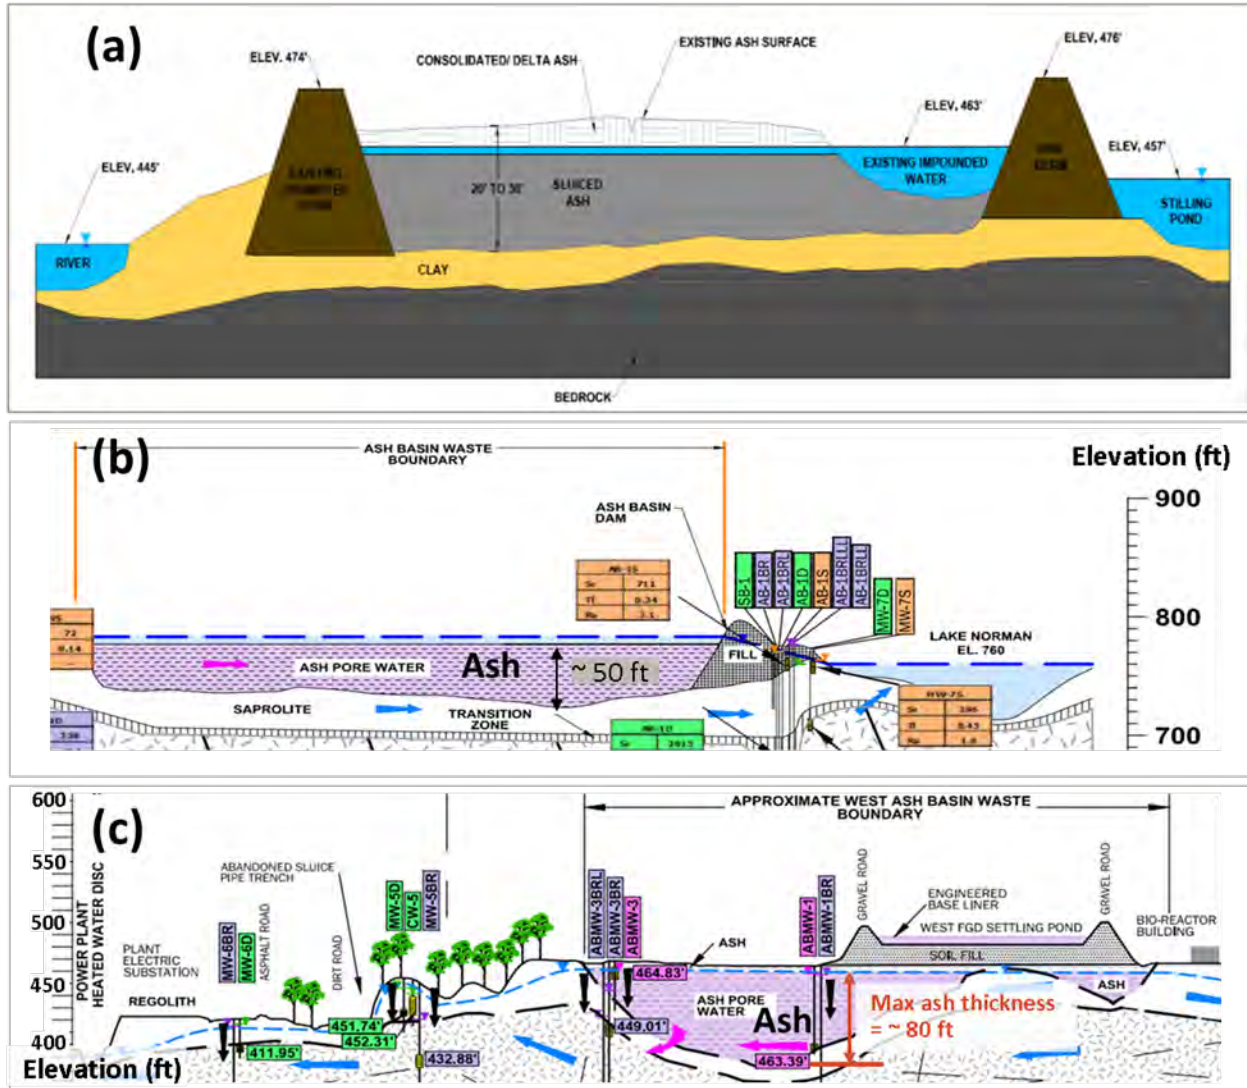 (a)
ELEV. 474'
CONSOLIDATED/ DELTA ASH
EXISTING ASH SURFACE
ELEV. 476'
ELEV. 463'
ELEV. 445'
ELEV. 457'
EXISTING
20' TO 30'
SLUICED
ASH
EXISTING IMPOUNDED
WATER
STILLING
POND
RIVER
CLAY
BEDROCK
(b)
ASH BASIN WASTE
BOUNDARY
Elevation (ft)
ASH BASIN
DAM
900
800
700
711
0.34
72
0.14
SB-1
AB-1BR
AB-1BRL
AB-1D
AB-1S
AB-1BRLL
AB-1BRLL
MW-7D
MW-7S
ASH PORE WATER
Ash
~ 50 ft
FILL
LAKE NORMAN
EL. 760
SAPROLITE
TRANSITION
ZONE
(c)
600
550
500
450
400
POWER PLANT
HEATED WATER DISC
APPROXIMATE WEST ASH BASIN WASTE
BOUNDARY
ABANDONED SLUICE
PIPE TRENCH
PLANT
ELECTRIC
SUBSTATION
MW-6BR
MW-6D
ASPHALT ROAD
DIRT ROAD
MW-5D
CW-5
MW-5BR
ABMW-3BRL
ABMW-3BR
ABMW-3
ABMW-1
ABMW-1BR
GRAVEL ROAD
ENGINEERED
BASE LINER
WEST FGD SETTLING POND
SOIL FILL
GRAVEL ROAD
BIO-REACTOR
BUILDING
ASH
464.83'
ASH
REGOLITH
ASH PORE
WATER
Ash
Max ash thickness
= ~ 80 ft
451.74'
452.31'
449.01'
411.95'
432.88'
463.39'
Elevation (ft)